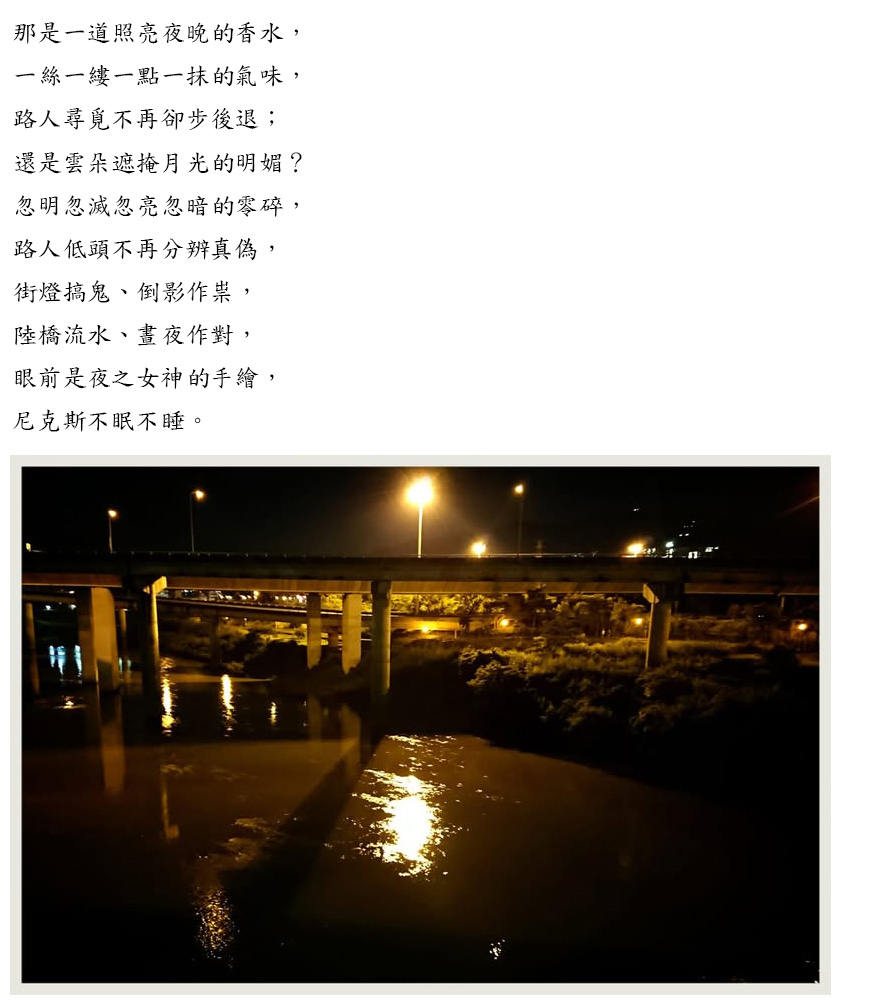 那是一道照亮夜晚的香水，
一絲一縷一點一抹的氣味，
路人尋覓不再卻步後退；
還是雲朵遮掩月光的明媚？
忽明忽滅忽亮忽暗的零碎，
路人低頭不再分辨真偽，
街燈搞鬼、倒影作祟，
陸橋流水、晝夜作對，
眼前是夜之女神的手繪，
尼克斯不眠不睡。